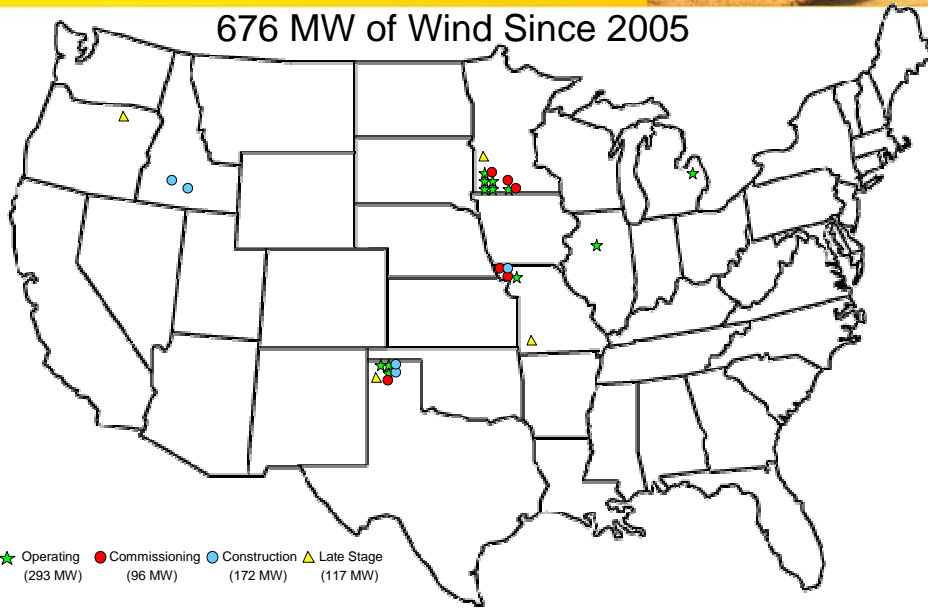 676 MW of Wind Since 2005
Operating Commissioning Construction Late Stage
(293 MW) (96 MW) (172 MW) (117 MW)